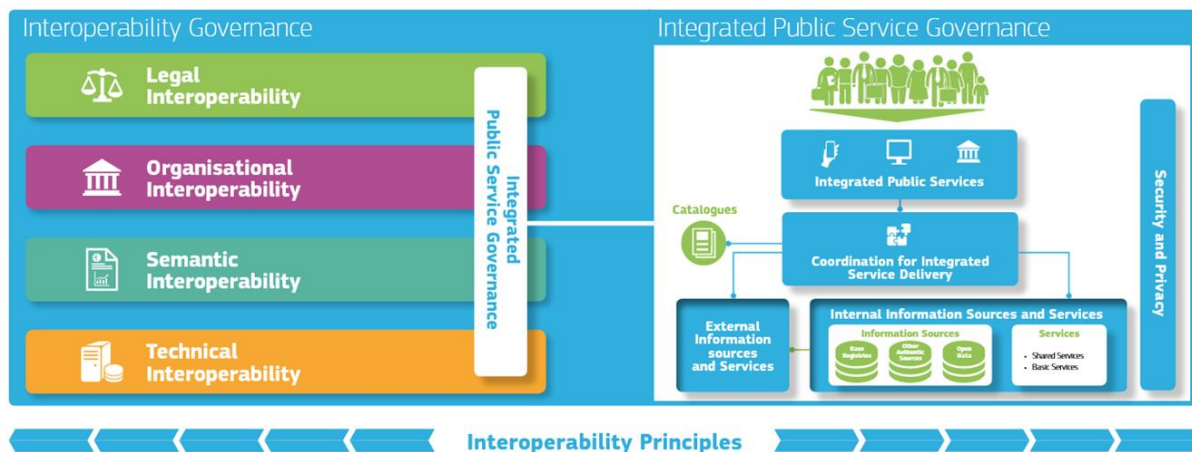 Interoperability Governance
Legal
Interoperability
Organisational
Interoperability
Semantic
Interoperability
Technical
Interoperability
Integrated
Public Service Governance
Integrated Public Service Governance
Integrated Public Services
Catalogues
Coordination for Integrated
Service Delivery
External
Information
sources
and Services
Internal Information Sources and Services
Information Sources
Base
Registries
Other
Authentic
Sources
Open
Data
Services
• Shared Services
• Basic Services
Security and Privacy
Interoperability Principles